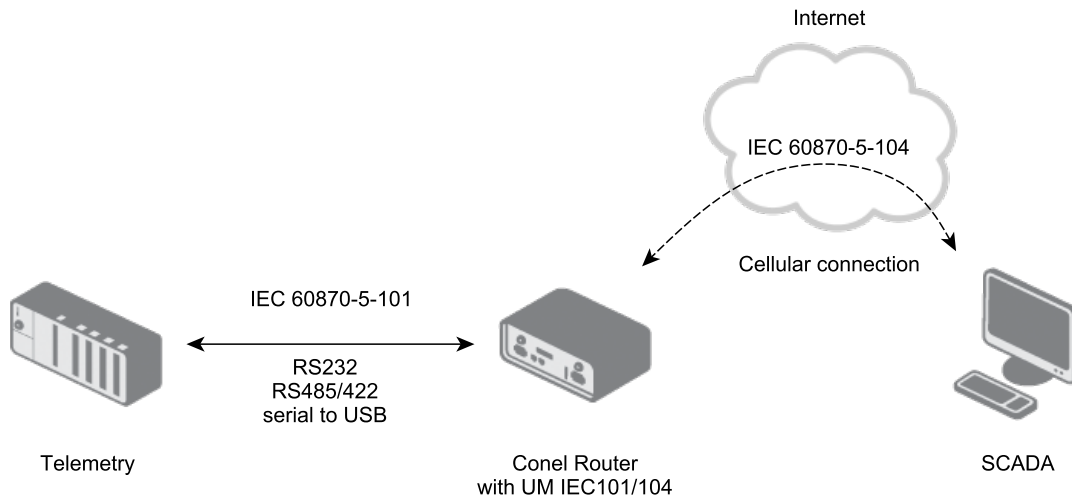 Internet
IEC 60870-5-104
Cellular connection
IEC 60870-5-101
RS232
RS485/422
serial to USB
Telemetry
Conel Router
with UM IEC101/104
SCADA